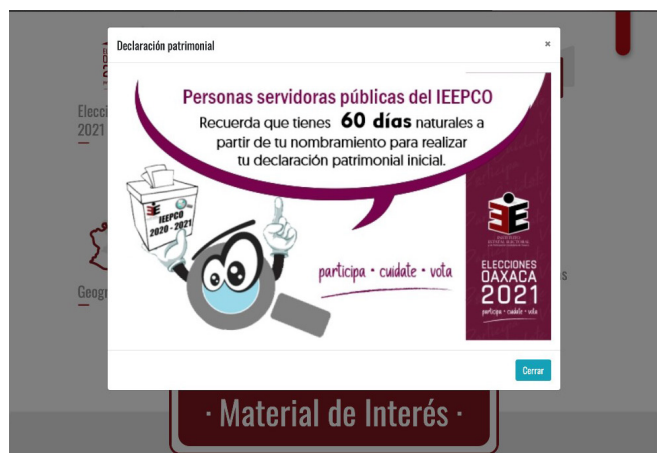 Declaración patrimonial
×
Personas servidoras públicas del IEEPCO
Recuerda que tienes 60 días naturales a
partir de tu nombramiento para realizar
tu declaración patrimonial inicial.
IEEPCO
2020 - 2021
participa • cuídate • vota
ELECCIONES
OAXACA
2021
participa • cuídate • vota
Elecci
2021
Geogr
s
Cerrar
· Material de Interés ·